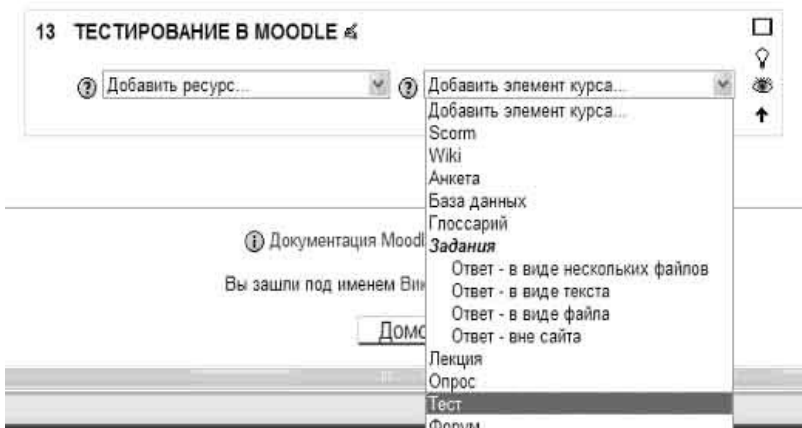 13 ТЕСТИРОВАНИЕ В MOODLE
Добавить ресурс...
Добавить элемент курса...
Добавить элемент курса...
Scorm
Wiki
Анкета
База данных
Глоссарий
Задания
Ответ - в виде нескольких файлов
Ответ - в виде текста
Ответ - в виде файла
Ответ - вне сайта
Лекция
Опрос
Тест
Форум
Документация Moodl
Вы зашли под именем Вик
Домо